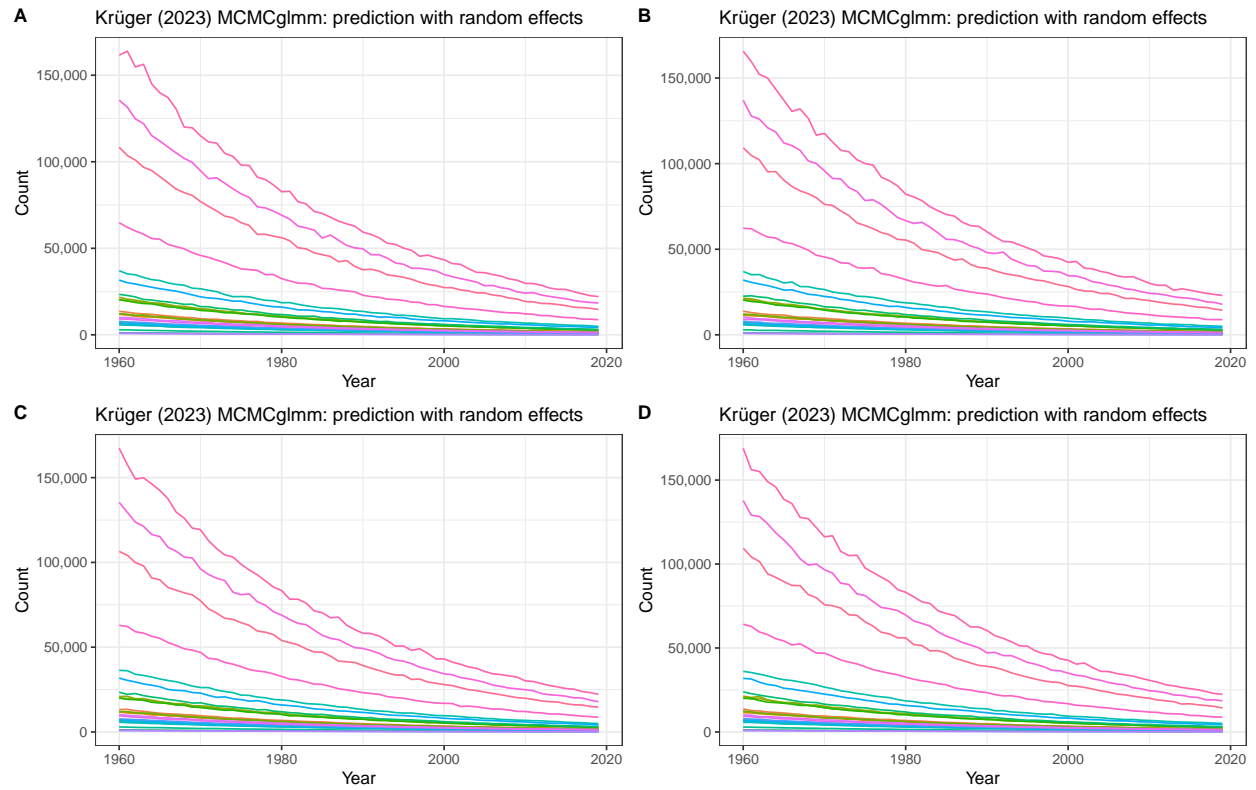 A Krüger (2023) MCMCglmm: prediction with random effects
150,000
100,000
50,000
0
Count
1960 1980 2000 2020
Year
B Krüger (2023) MCMCglmm: prediction with random effects
150,000
100,000
50,000
0
Count
1960 1980 2000 2020
Year
C Krüger (2023) MCMCglmm: prediction with random effects
150,000
100,000
50,000
0
Count
1960 1980 2000 2020
Year
D Krüger (2023) MCMCglmm: prediction with random effects
150,000
100,000
50,000
0
Count
1960 1980 2000 2020
Year